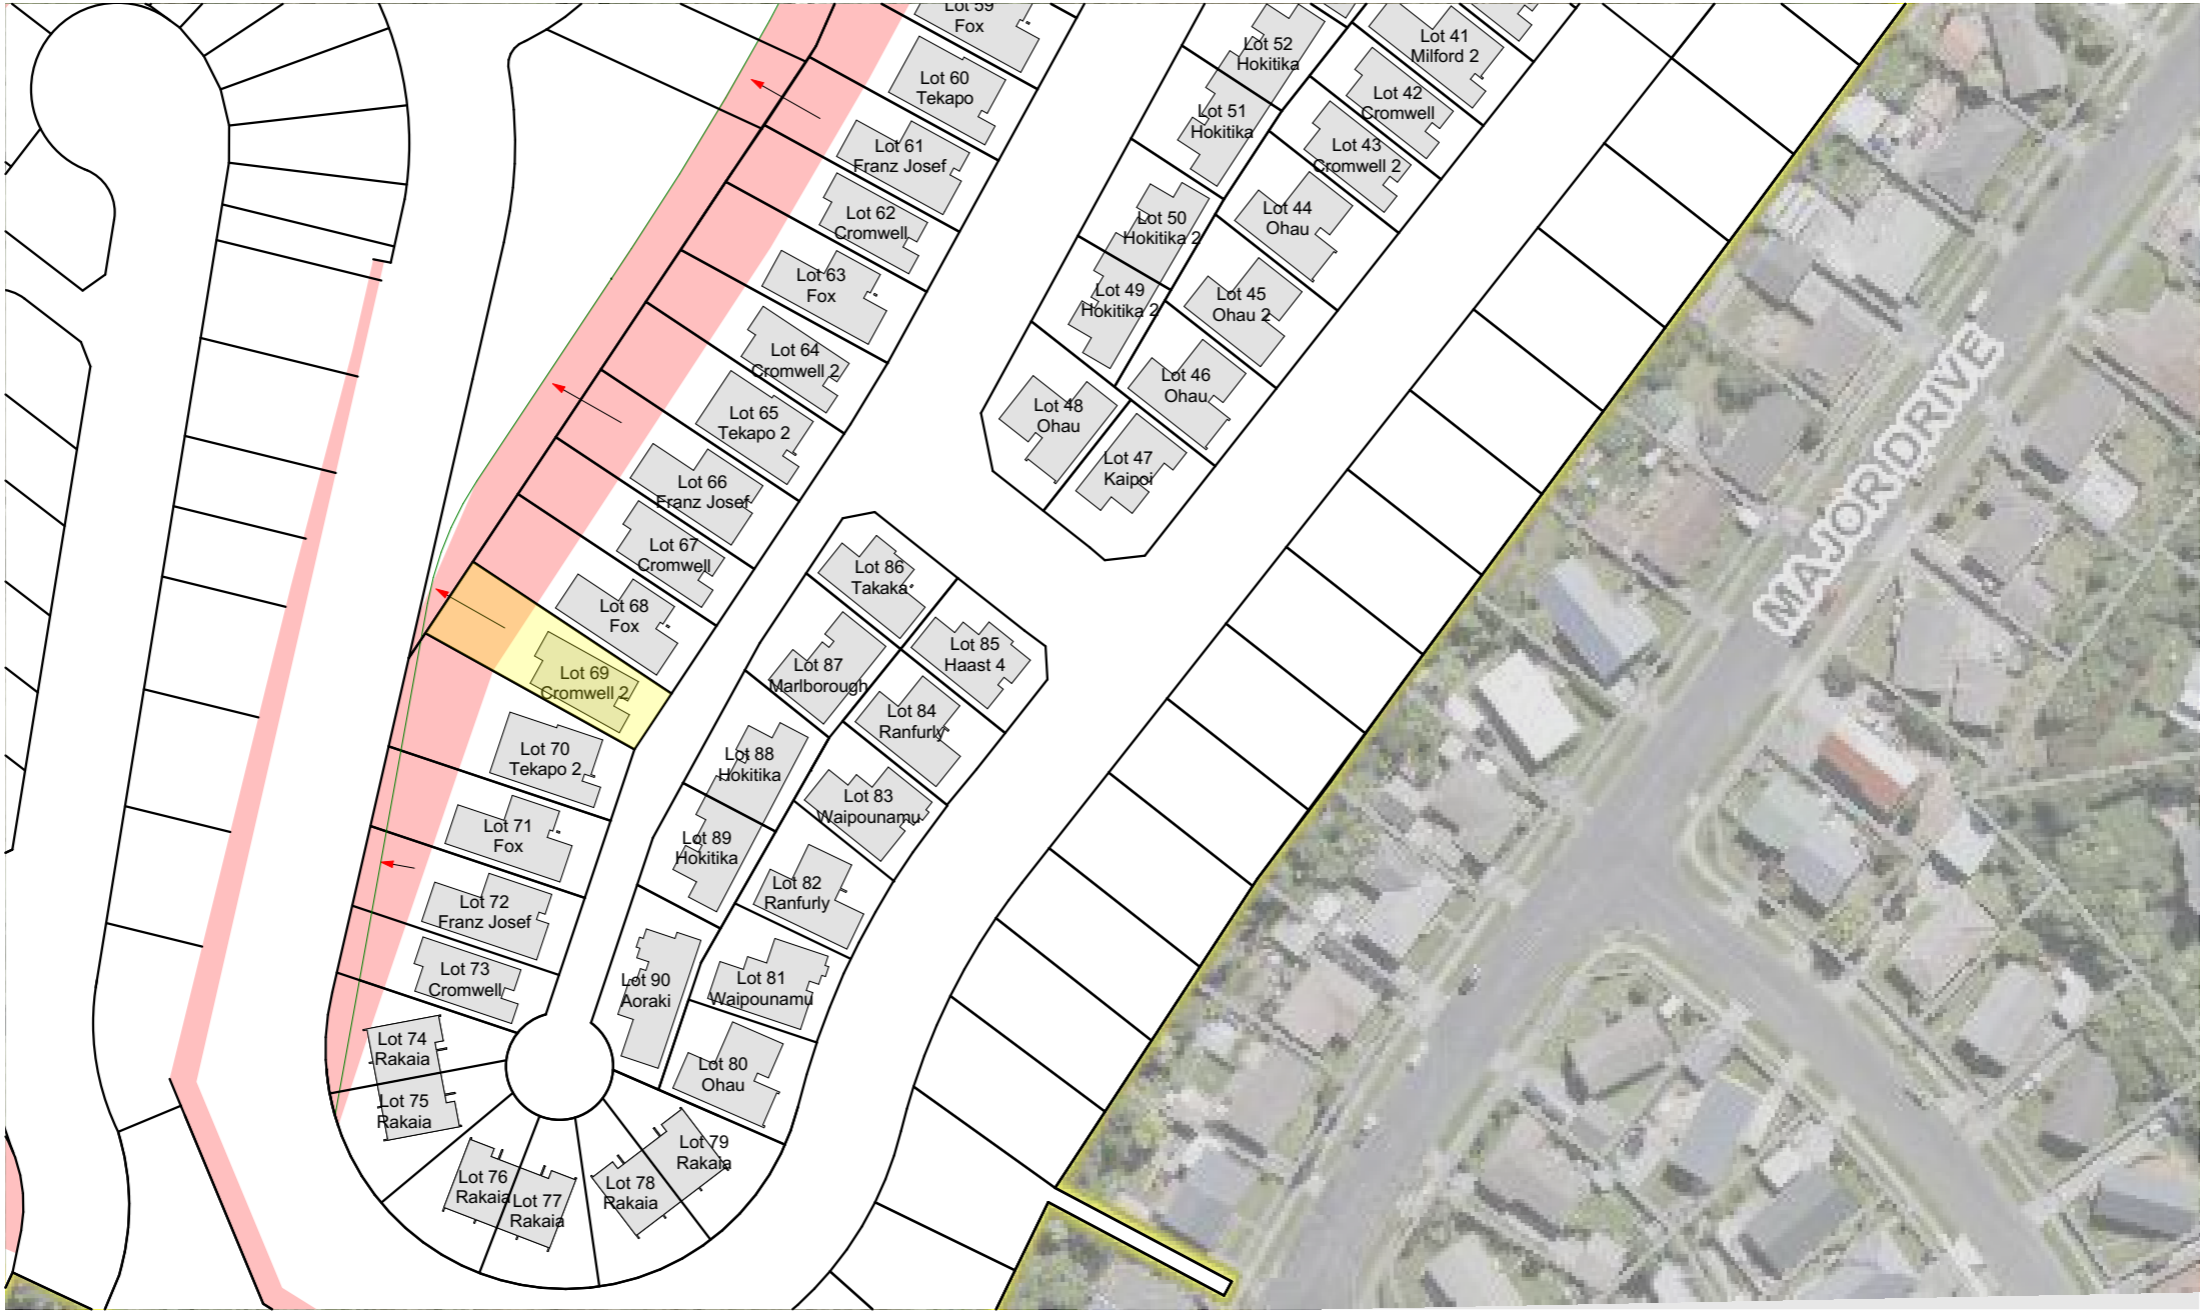 Lot 59
Fox
Lot 60
Tekapo
Lot 61
Franz Josef
Lot 62
Cromwell
Lot 63
Fox
Lot 64
Cromwell 2
Lot 65
Tekapo 2
Lot 66
Franz Josef
Lot 67
Cromwell
Lot 68
Fox
Lot 69
Cromwell 2
Lot 70
Tekapo 2
Lot 71
Fox
Lot 72
Franz Josef
Lot 73
Cromwell
Lot 74
Rakaia
Lot 75
Rakaia
Lot 76
Rakaia
Lot 77
Rakaia
Lot 78
Rakaia
Lot 79
Rakaia
Lot 80
Ohau
Lot 81
Waipounamu
Lot 82
Ranfurly
Lot 83
Waipounamu
Lot 84
Ranfurly
Lot 85
Haast 4
Lot 86
Takaka
Lot 87
Marlborough
Lot 88
Hokitika
Lot 89
Hokitika
Lot 90
Aoraki
Lot 52
Hokitika
Lot 51
Hokitika
Lot 50
Hokitika 2
Lot 49
Hokitika 2
Lot 48
Ohau
Lot 47
Kaipoi
Lot 46
Ohau
Lot 45
Ohau 2
Lot 44
Ohau
Lot 43
Cromwell 2
Lot 42
Cromwell
Lot 41
Milford 2
MAJOR DRIVE